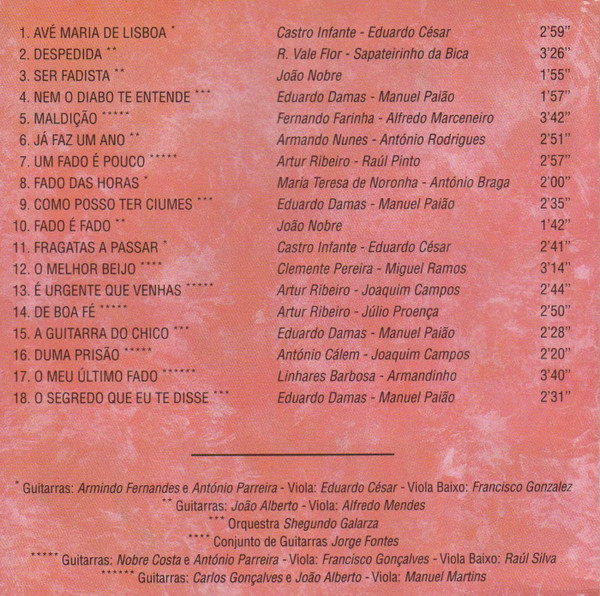 1. AVÉ MARIA DE LISBOA * Castro Infante - Eduardo César 2'59"
2. DESPEDIDA ** R. Vale Flor - Sapateirinho da Bica 3'26"
3. SER FADISTA ** João Nobre 1'55"
4. NEM O DIABO TE ENTENDE *** Eduardo Damas - Manuel Paião 1'57"
5. MALDIÇÃO ***** Fernando Farinha - Alfredo Marceneiro 3'42"
6. JÁ FAZ UM ANO ** Armando Nunes - António Rodrigues 2'51"
7. UM FADO É POUCO ***** Artur Ribeiro - Raúl Pinto 2'57"
8. FADO DAS HORAS * Maria Teresa de Noronha - António Braga 2'00"
9. COMO POSSO TER CIUMES *** Eduardo Damas - Manuel Paião 2'35"
10. FADO É FADO ** João Nobre 1'42"
11. FRAGATAS A PASSAR * Castro Infante - Eduardo César 2'41"
12. O MELHOR BEIJO **** Clemente Pereira - Miguel Ramos 3'14"
13. É URGENTE QUE VENHAS ***** Artur Ribeiro - Joaquim Campos 2'44"
14. DE BOA FÉ ***** Artur Ribeiro - Júlio Proença 2'50"
15. A GUITARRA DO CHICO *** Eduardo Damas - Manuel Paião 2'28"
16. DUMA PRISÃO ***** António Cálem - Joaquim Campos 2'20"
17. O MEU ÚLTIMO FADO ****** Linhares Barbosa - Armandinho 3'40"
18. O SEGREDO QUE EU TE DISSE *** Eduardo Damas - Manuel Paião 2'31"
* Guitarras: Armindo Fernandes e António Parreira - Viola: Eduardo César - Viola Baixo: Francisco Gonzalez
** Guitarras: João Alberto - Viola: Alfredo Mendes
*** Orquestra Shegundo Galarza
**** Conjunto de Guitarras Jorge Fontes
***** Guitarras: Nobre Costa e António Parreira - Viola: Francisco Gonçalves - Viola Baixo: Raúl Silva
****** Guitarras: Carlos Gonçalves e João Alberto - Viola: Manuel Martins